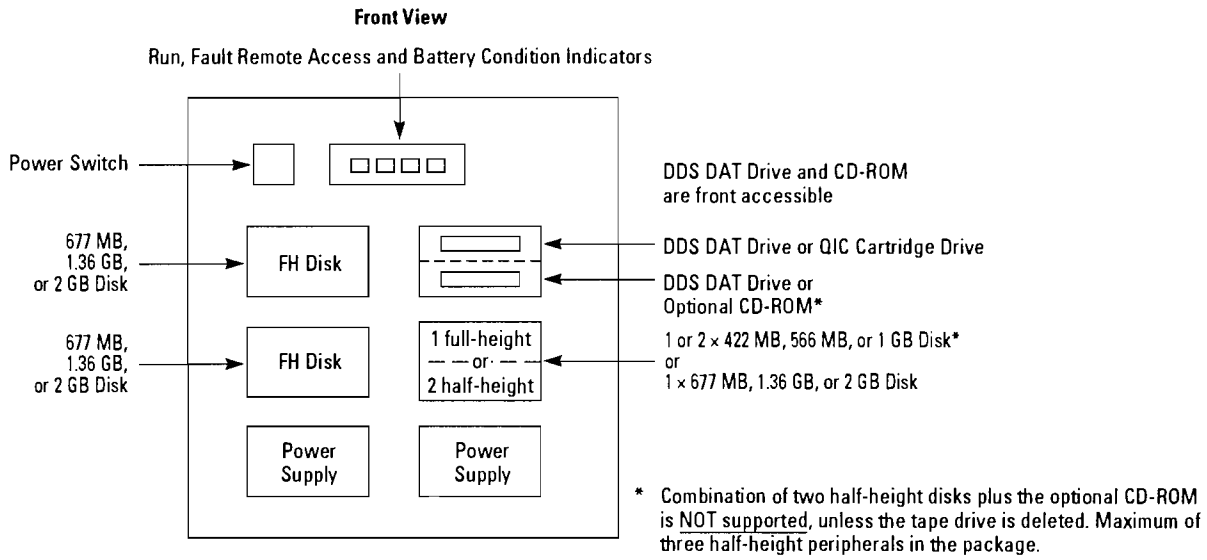 Front View
Run, Fault Remote Access and Battery Condition Indicators
Power Switch
DDS DAT Drive and CD-ROM
are front accessible
677 MB,
1.36 GB,
or 2 GB Disk
FH Disk
DDS DAT Drive or QIC Cartridge Drive
DDS DAT Drive or
Optional CD-ROM*
677 MB,
1.36 GB,
or 2 GB Disk
FH Disk
1 full-height
or
2 half-height
1 or 2 × 422 MB, 566 MB, or 1 GB Disk*
or
1 × 677 MB, 1.36 GB, or 2 GB Disk
Power
Supply
Power
Supply
* Combination of two half-height disks plus the optional CD-ROM
is NOT supported, unless the tape drive is deleted. Maximum of
three half-height peripherals in the package.